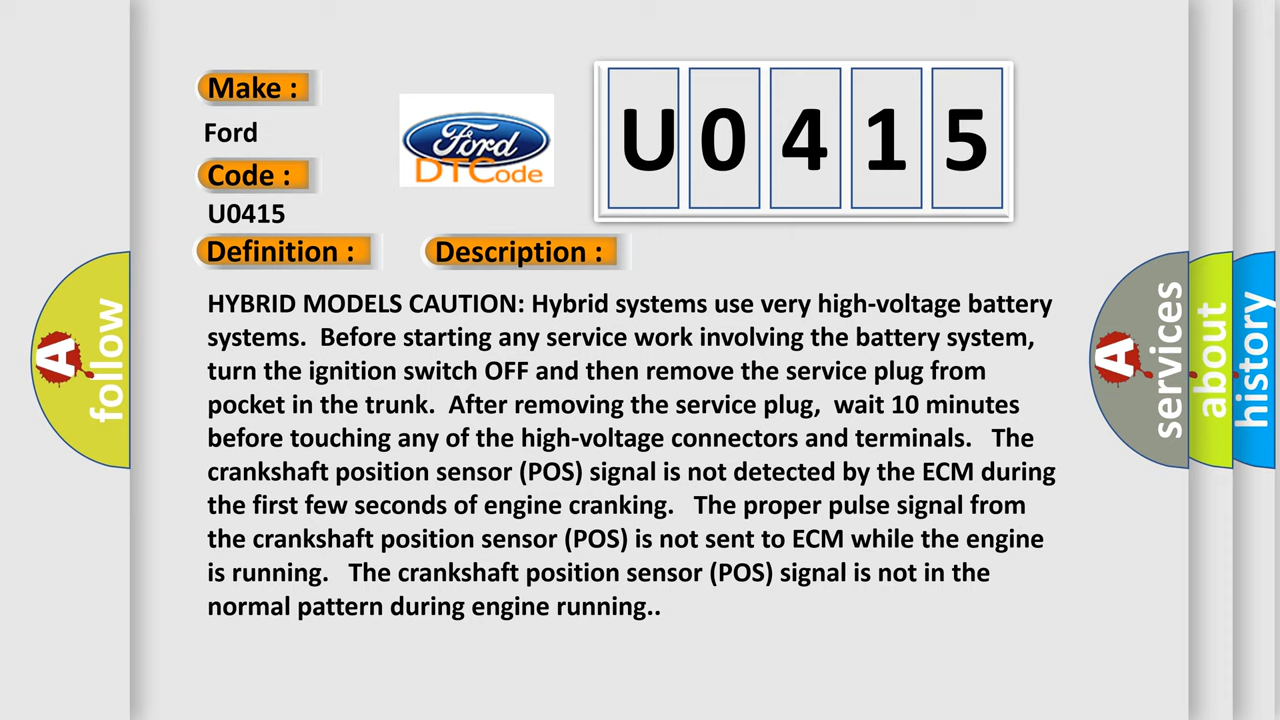 Make :
Ford
Code :
U0415
Definition :
Description :
Ford
DTCode
U0415
HYBRID MODELS CAUTION: Hybrid systems use very high-voltage battery
systems. Before starting any service work involving the battery system,
turn the ignition switch OFF and then remove the service plug from
pocket in the trunk. After removing the service plug, wait 10 minutes
before touching any of the high-voltage connectors and terminals. The
crankshaft position sensor (POS) signal is not detected by the ECM during
the first few seconds of engine cranking. The proper pulse signal from
the crankshaft position sensor (POS) is not sent to ECM while the engine
is running. The crankshaft position sensor (POS) signal is not in the
normal pattern during engine running..
A
follow
A
services
about
history